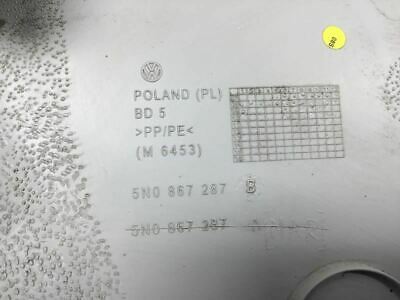 POLAND (PL)
BD 5
>PP/PE<
(M 6453)
5N0 867 287 B
5N0 867 287